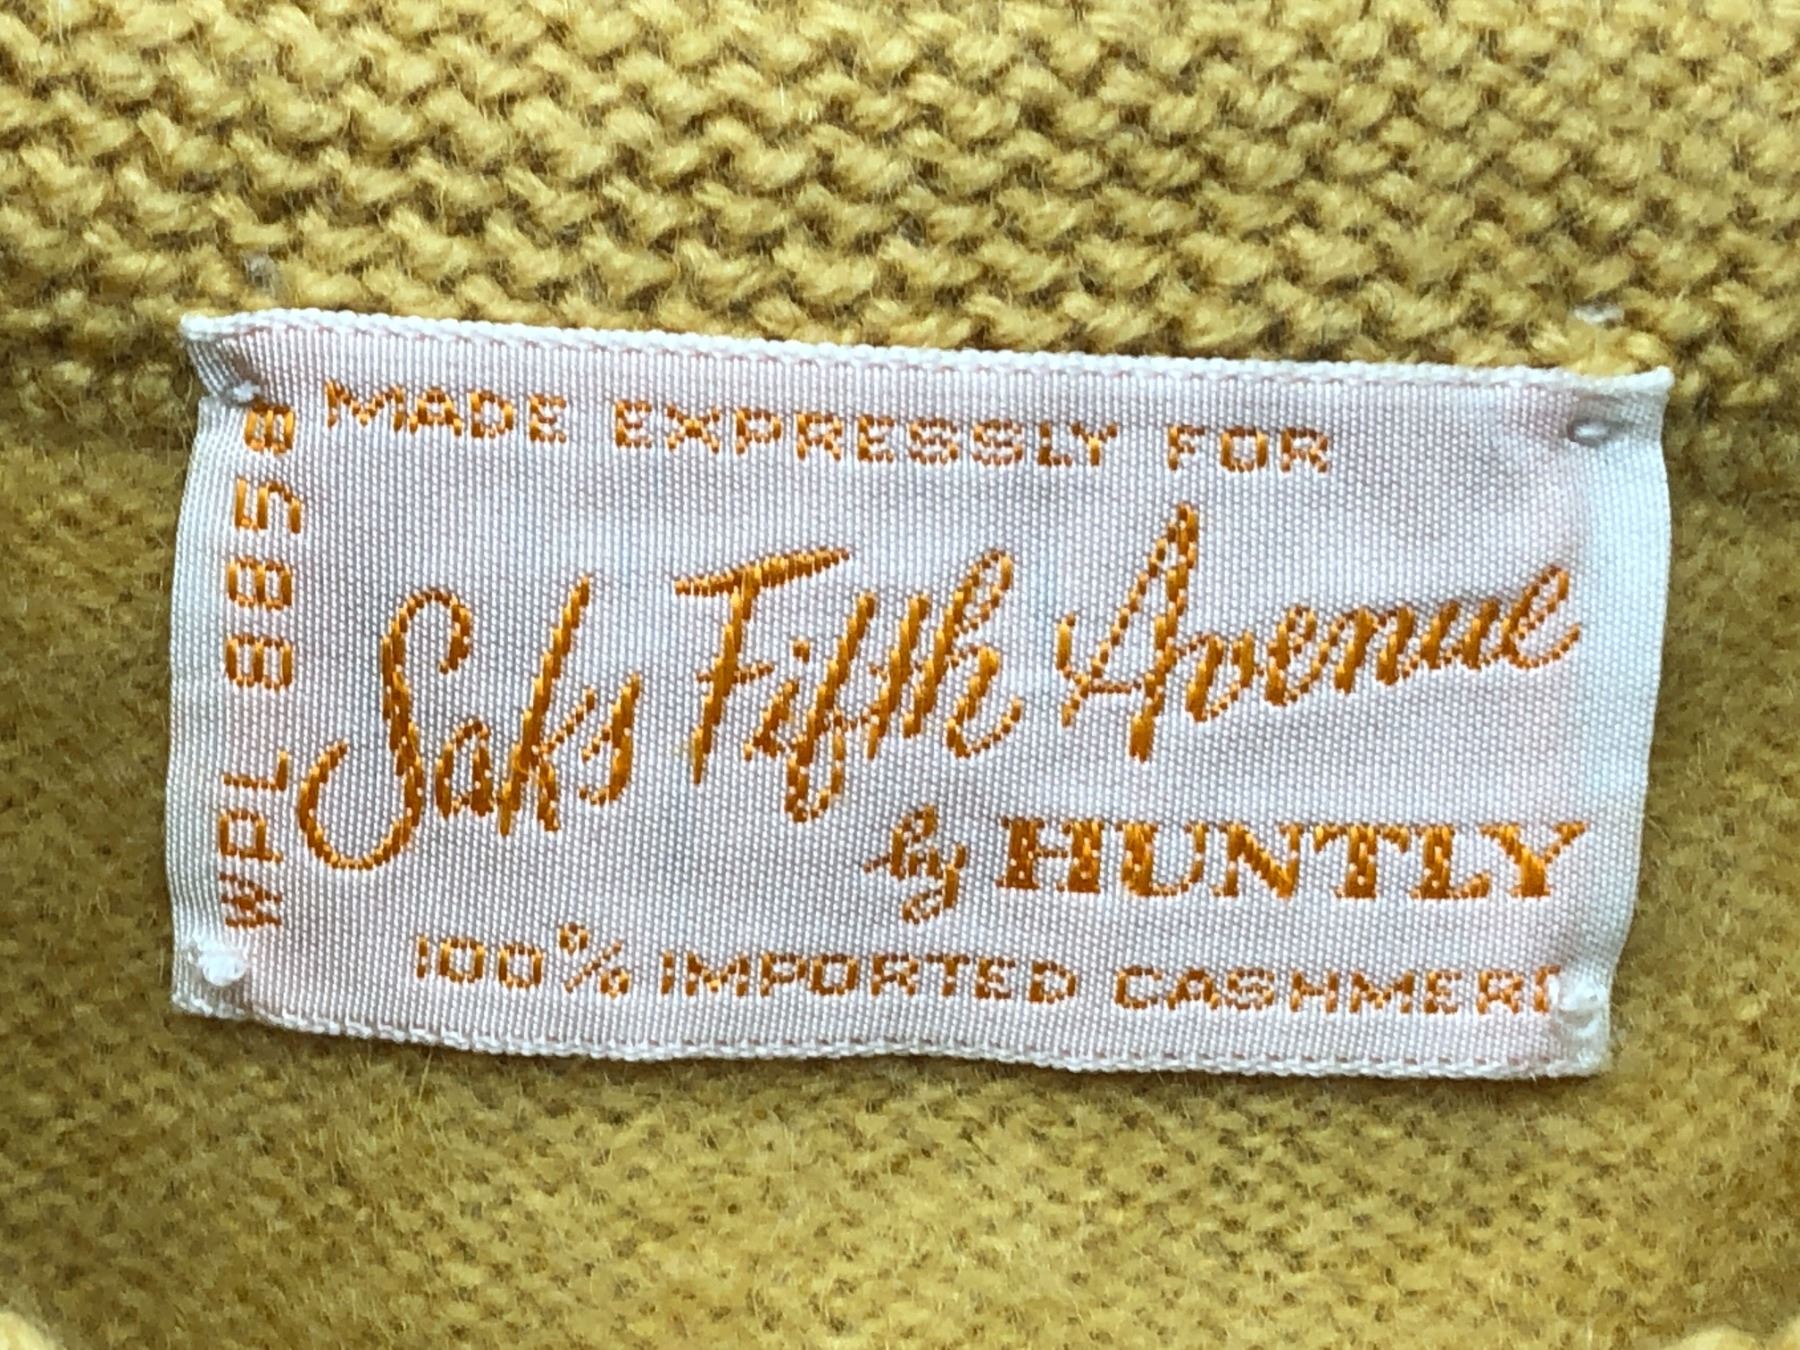 MADE EXPRESSLY FOR
Saks Fifth Avenue
by HUNTLY
100% IMPORTED CASHMERE
WPL 8858